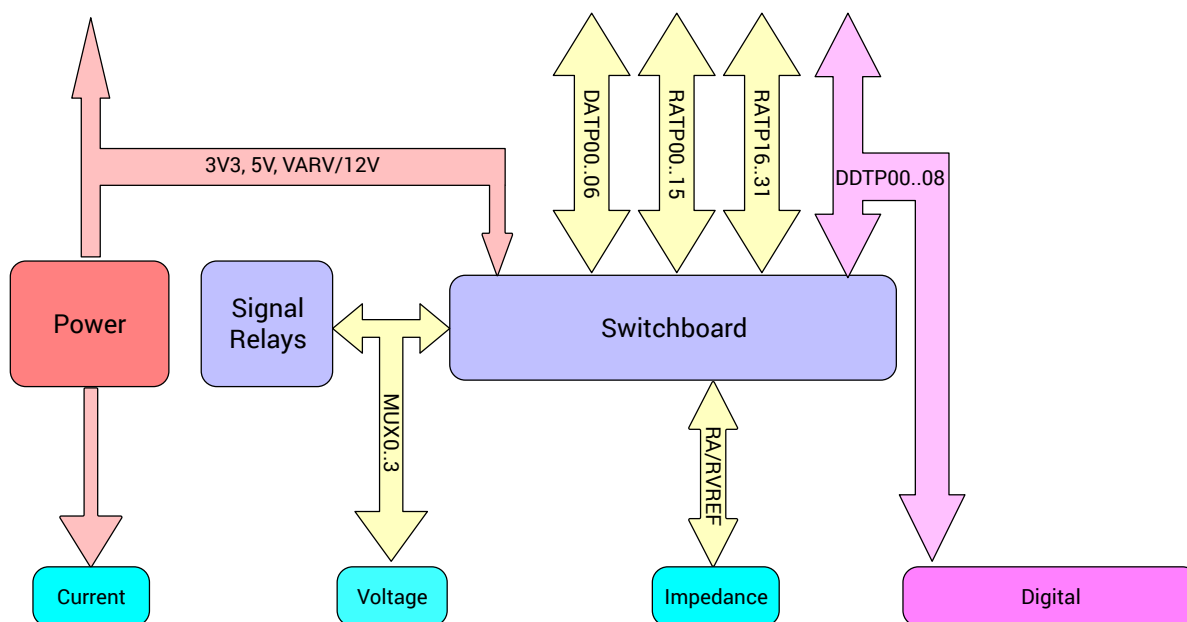 DATP00..06
RATP00..15
RATP16..31
3V3, 5V, VARV/12V
DDTP00..08
Power
Signal
Relays
Switchboard
MUX0..3
RA/RVREF
Current
Voltage
Impedance
Digital